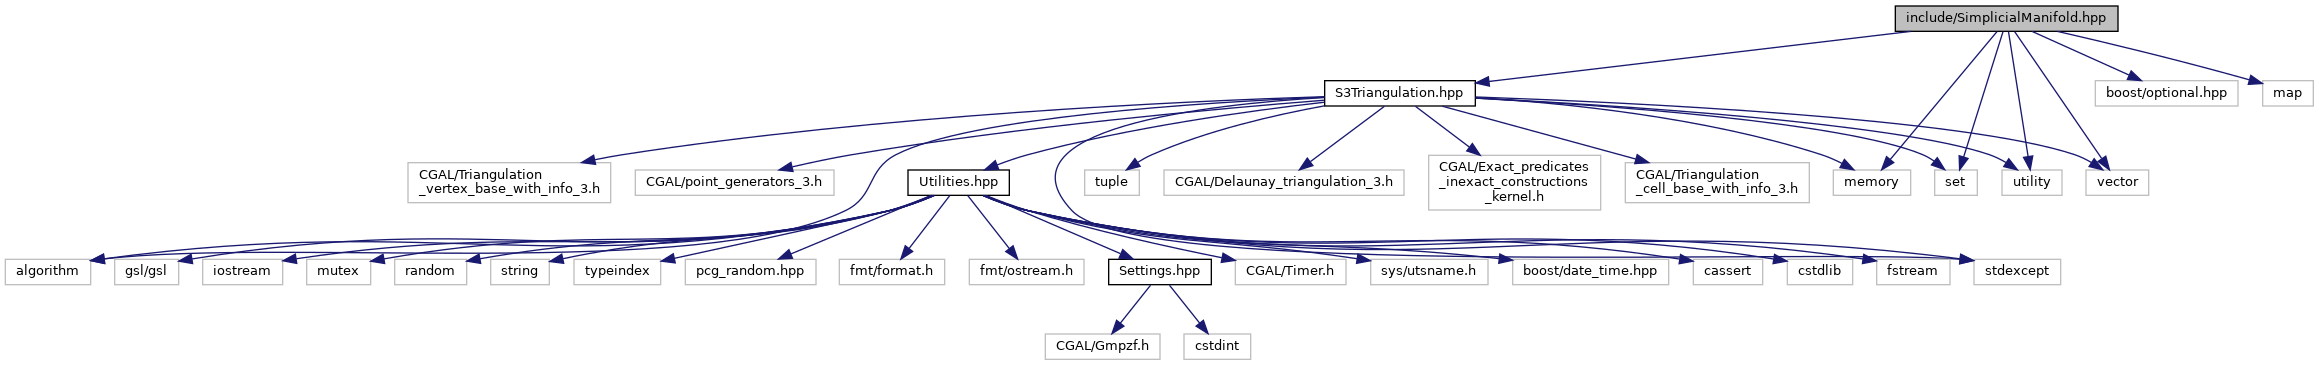 include/SimplicialManifold.hpp
S3Triangulation.hpp
boost/optional.hpp
map
CGAL/Triangulation
_vertex_base_with_info_3.h
CGAL/point_generators_3.h
Utilities.hpp
tuple
CGAL/Delaunay_triangulation_3.h
CGAL/Exact_predicates
_inexact_constructions
_kernel.h
CGAL/Triangulation
_cell_base_with_info_3.h
memory
set
utility
vector
algorithm
gsl/gsl
iostream
mutex
random
string
typeindex
pcg_random.hpp
fmt/format.h
fmt/ostream.h
Settings.hpp
CGAL/Timer.h
sys/utsname.h
boost/date_time.hpp
cassert
cstdlib
fstream
stdexcept
CGAL/Gmpzf.h
cstdint